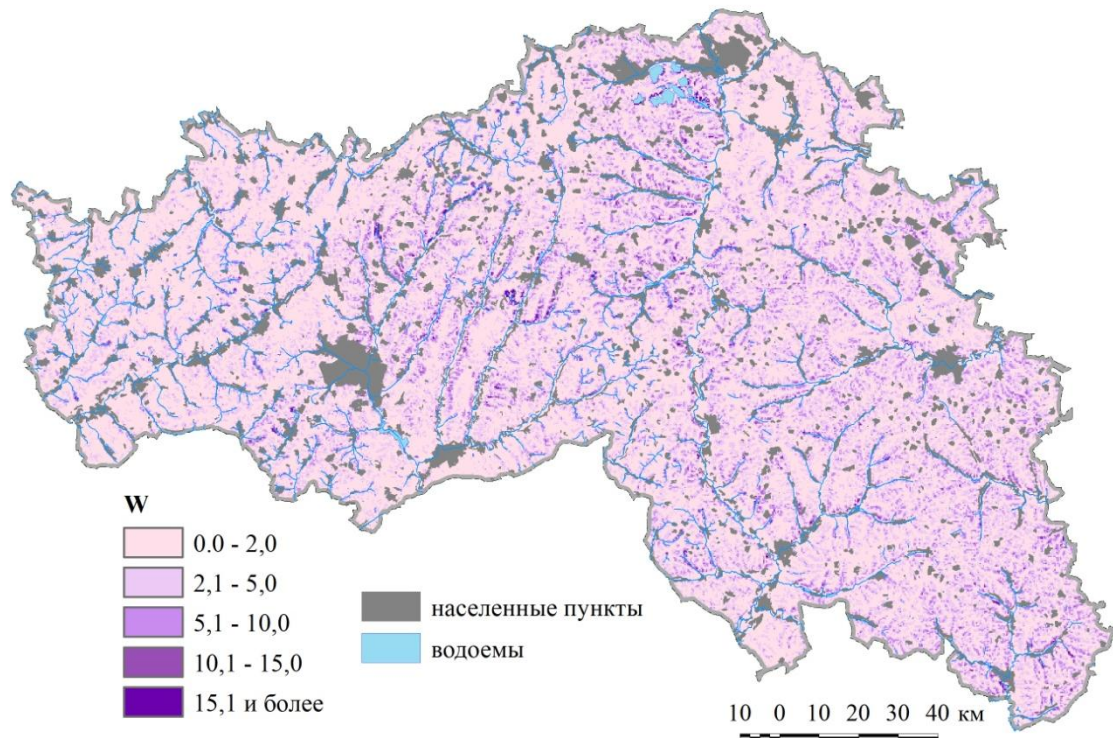 W
0.0 - 2,0
2,1 - 5,0
5,1 - 10,0
10,1 - 15,0
15,1 и более
населенные пункты
водоемы
10 0 10 20 30 40 км